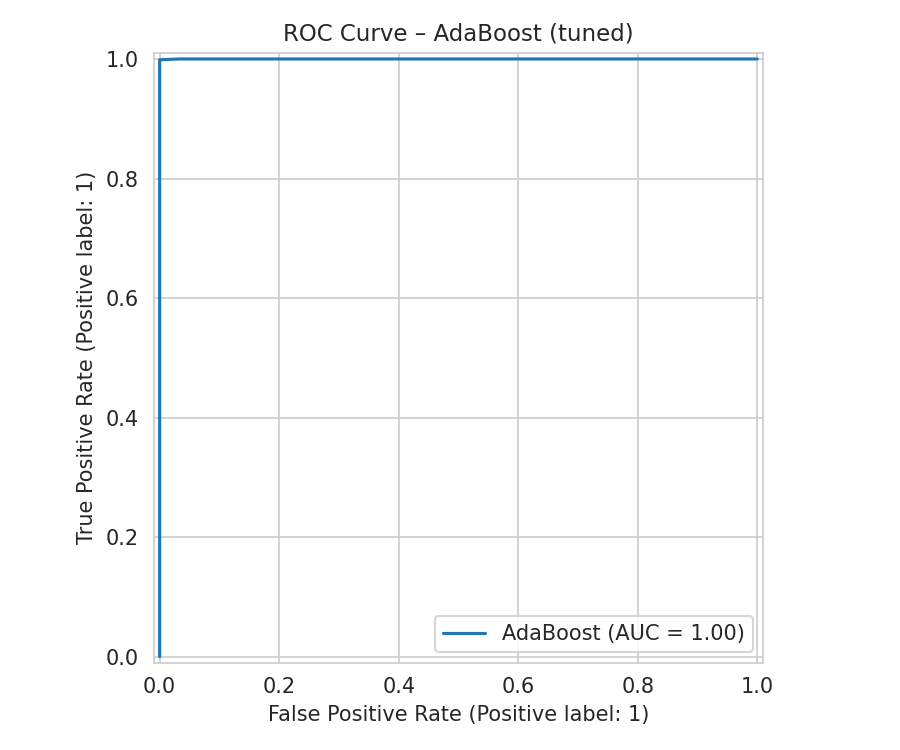 ROC Curve – AdaBoost (tuned)
True Positive Rate (Positive label: 1)
1.0
0.8
0.6
0.4
0.2
0.0
AdaBoost (AUC = 1.00)
0.0 0.2 0.4 0.6 0.8 1.0
False Positive Rate (Positive label: 1)